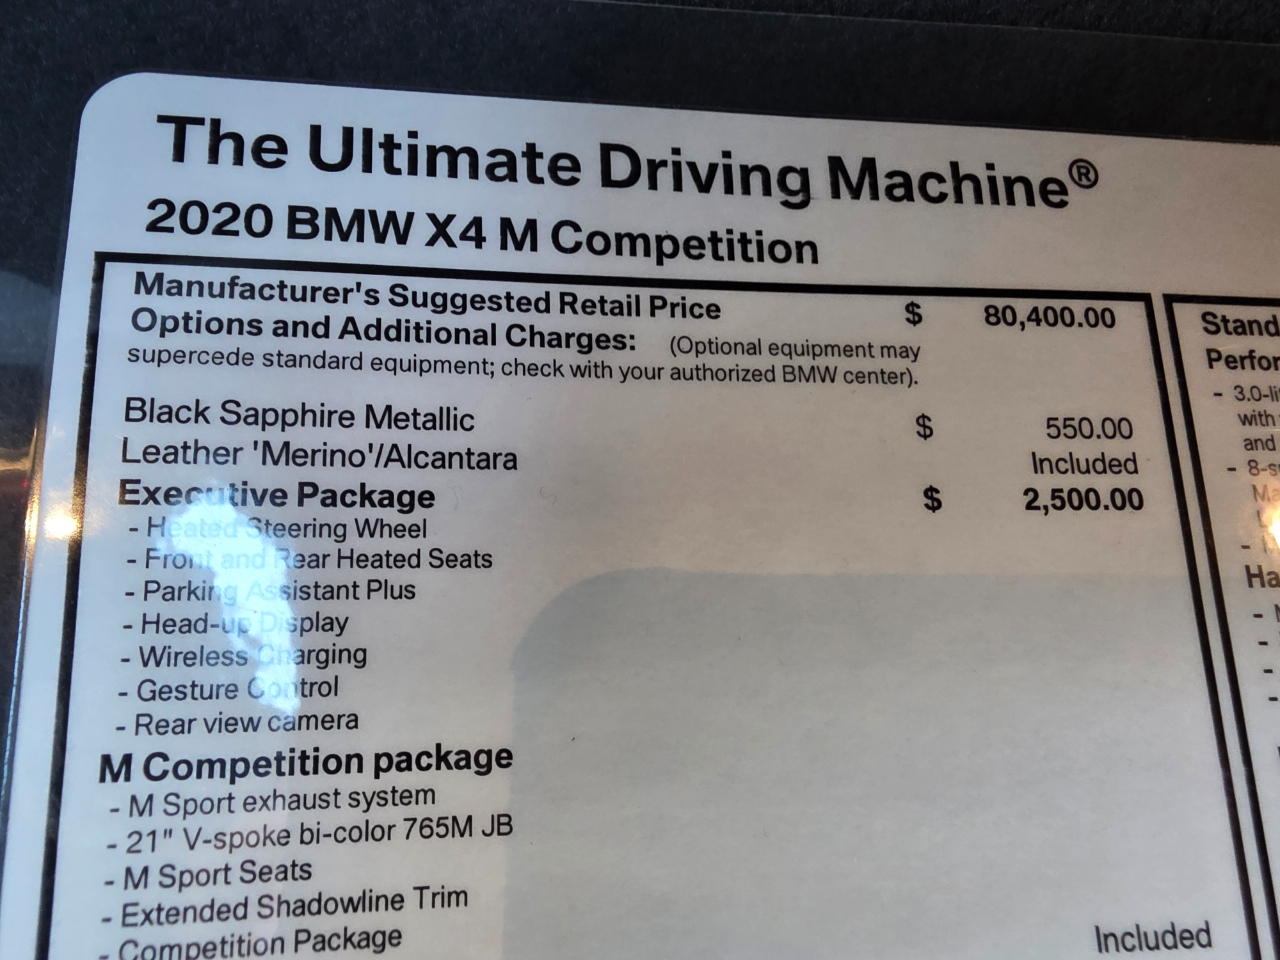 The Ultimate Driving Machine®
2020 BMW X4 M Competition
Manufacturer's Suggested Retail Price $ 80,400.00
Options and Additional Charges: (Optional equipment may
supercede standard equipment; check with your authorized BMW center).
Black Sapphire Metallic $ 550.00
Leather 'Merino'/Alcantara Included
Executive Package $ 2,500.00
- Heated Steering Wheel
- Front and Rear Heated Seats
- Parking Assistant Plus
- Head-up Display
- Wireless Charging
- Gesture Control
- Rear view camera
M Competition package
- M Sport exhaust system
- 21" V-spoke bi-color 765M JB
- M Sport Seats
- Extended Shadowline Trim
- Competition Package Included
Stand
Perfor
- 3.0-li
with
and
- 8-s
Ma
Ha